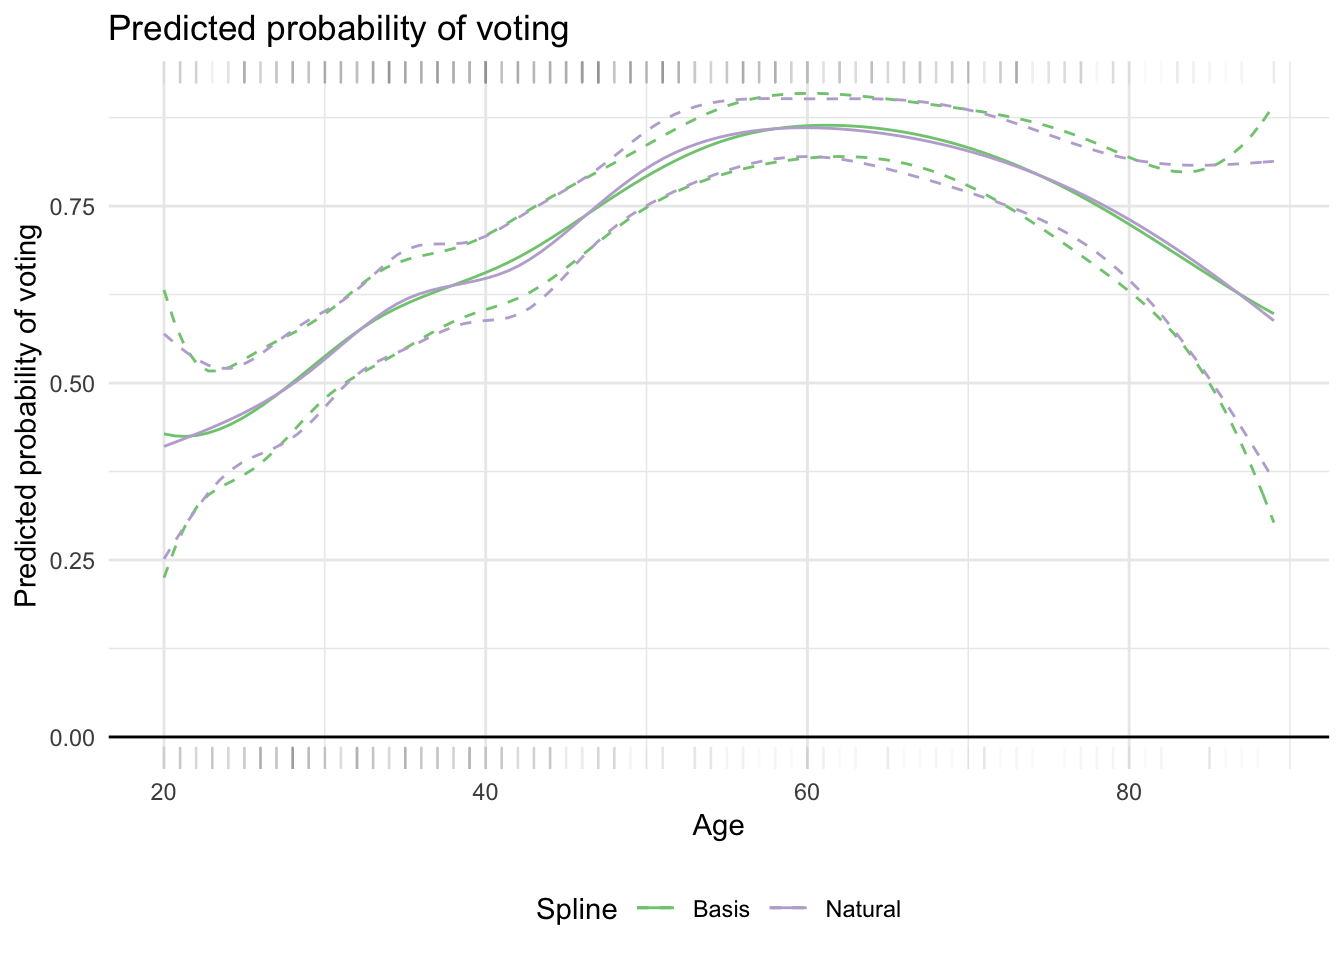 Predicted probability of voting
Predicted probability of voting
0.75
0.50
0.25
0.00
20 40 60 80
Age
Spline Basis Natural